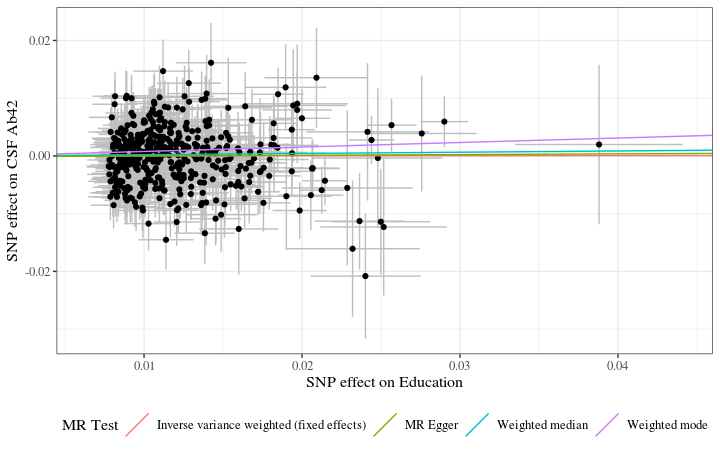 0.02
0.00
-0.02
SNP effect on CSF Ab42
0.01 0.02 0.03 0.04
SNP effect on Education
MR Test Inverse variance weighted (fixed effects) MR Egger Weighted median Weighted mode